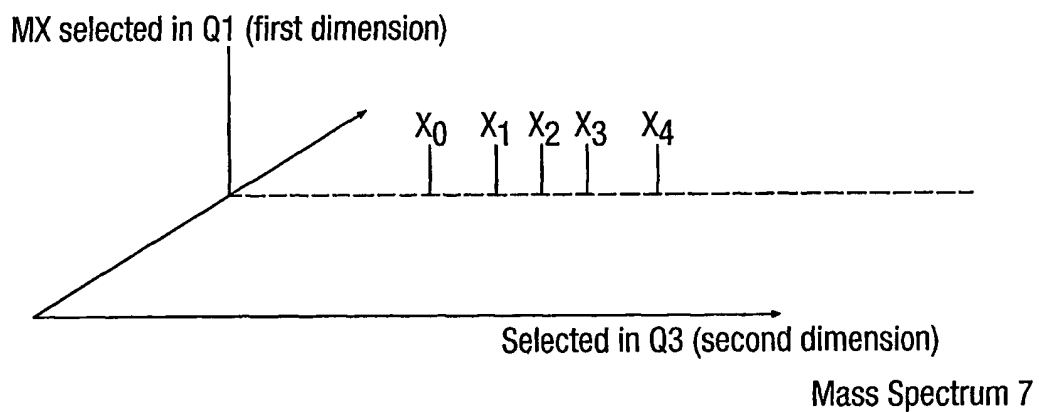 MX selected in Q1 (first dimension)
X0 X1 X2 X3 X4
Selected in Q3 (second dimension)
Mass Spectrum 7